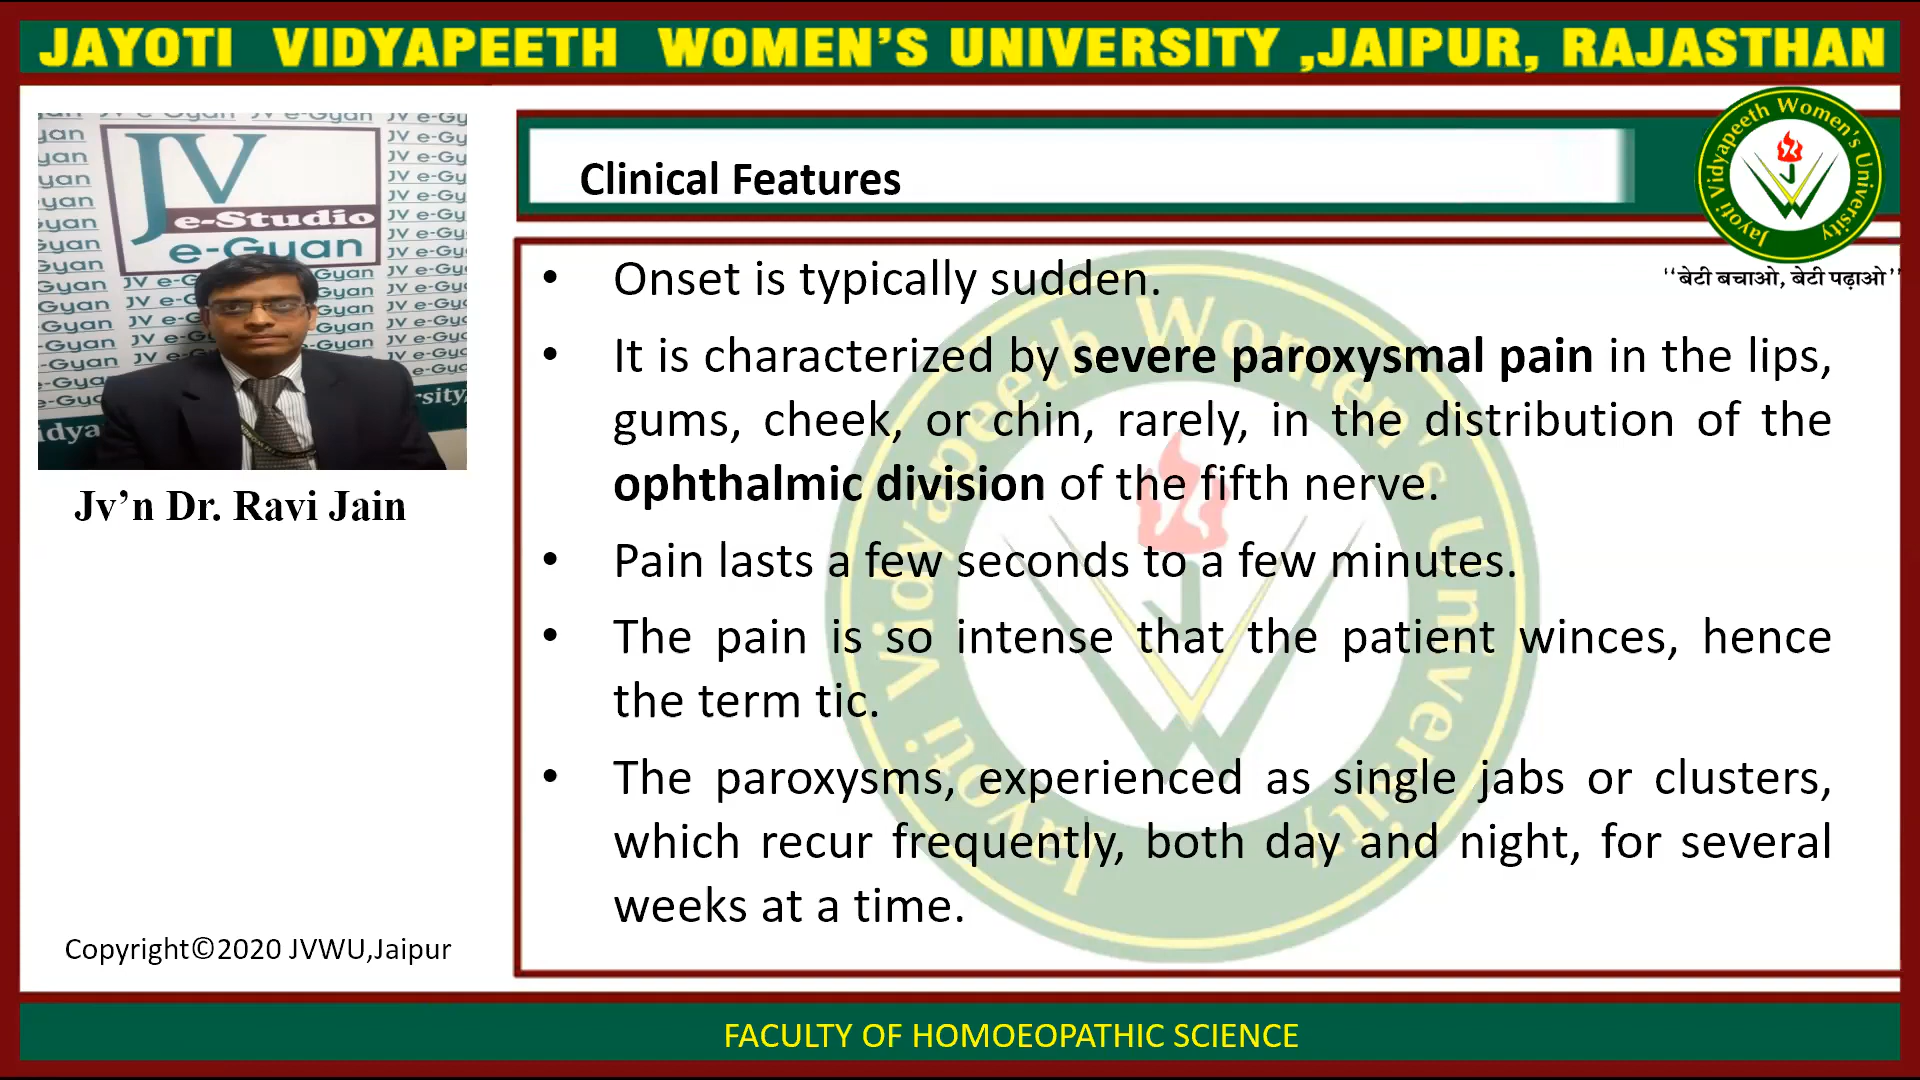 JAYOTI VIDYAPEETH WOMEN'S UNIVERSITY ,JAIPUR, RAJASTHAN
JV
e-Studio
e-Gyan
Jv'n Dr. Ravi Jain
Copyright©2020 JVWU,Jaipur
Clinical Features
Jayoti Vidyapeeth Women's University
‘‘बेटी बचाओ, बेटी पढ़ाओ’’
• Onset is typically sudden.
• It is characterized by severe paroxysmal pain in the lips,
gums, cheek, or chin, rarely, in the distribution of the
ophthalmic division of the fifth nerve.
• Pain lasts a few seconds to a few minutes.
• The pain is so intense that the patient winces, hence
the term tic.
• The paroxysms, experienced as single jabs or clusters,
which recur frequently, both day and night, for several
weeks at a time.
Jayoti Vidyapeeth Women's University
FACULTY OF HOMOEOPATHIC SCIENCE